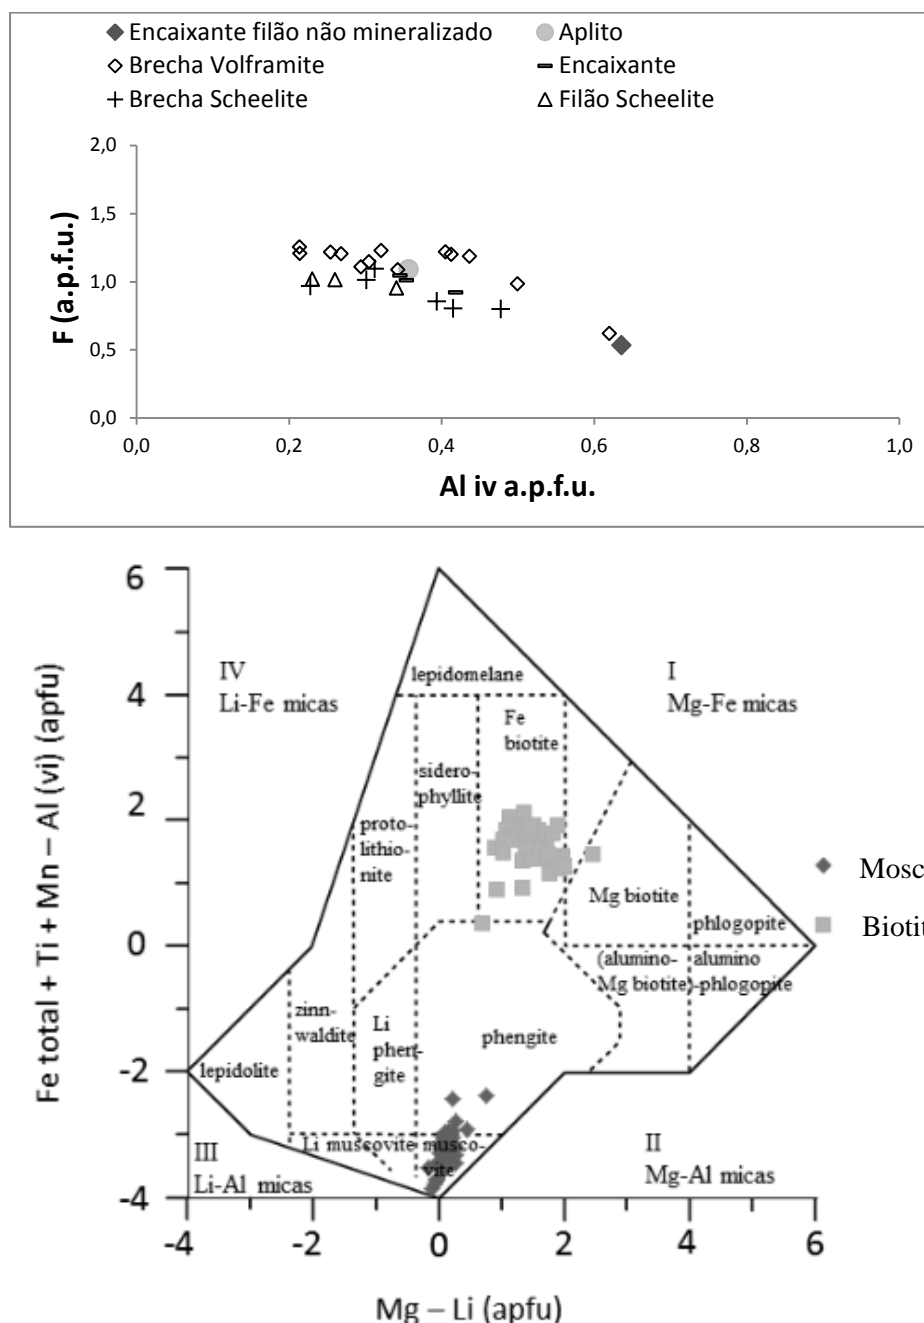 Encaixante filão não mineralizado Aplito
Brecha Volframite Encaixante
Brecha Scheelite Filão Scheelite
2,0
1,5
1,0
0,5
0,0
F (a.p.f.u.)
0,0 0,2 0,4 0,6 0,8 1,0
Al iv a.p.f.u.
6
4
2
0
-2
-4
Fe total + Ti + Mn – Al (vi) (apfu)
IV
Li-Fe micas
I
Mg-Fe micas
lepidomelane
Fe
biotite
sidero-
phyllite
proto-
lithio-
nite
Mg biotite
phlogopite
(alumino-
Mg biotite)
alumino
-phlogopite
zinn-
waldite
Li
phen-
gite
phengite
lepidolite
Li muscovite
musco-
vite
III
Li-Al micas
II
Mg-Al micas
Mosc
Biotit
-4 -2 0 2 4 6
Mg – Li (apfu)